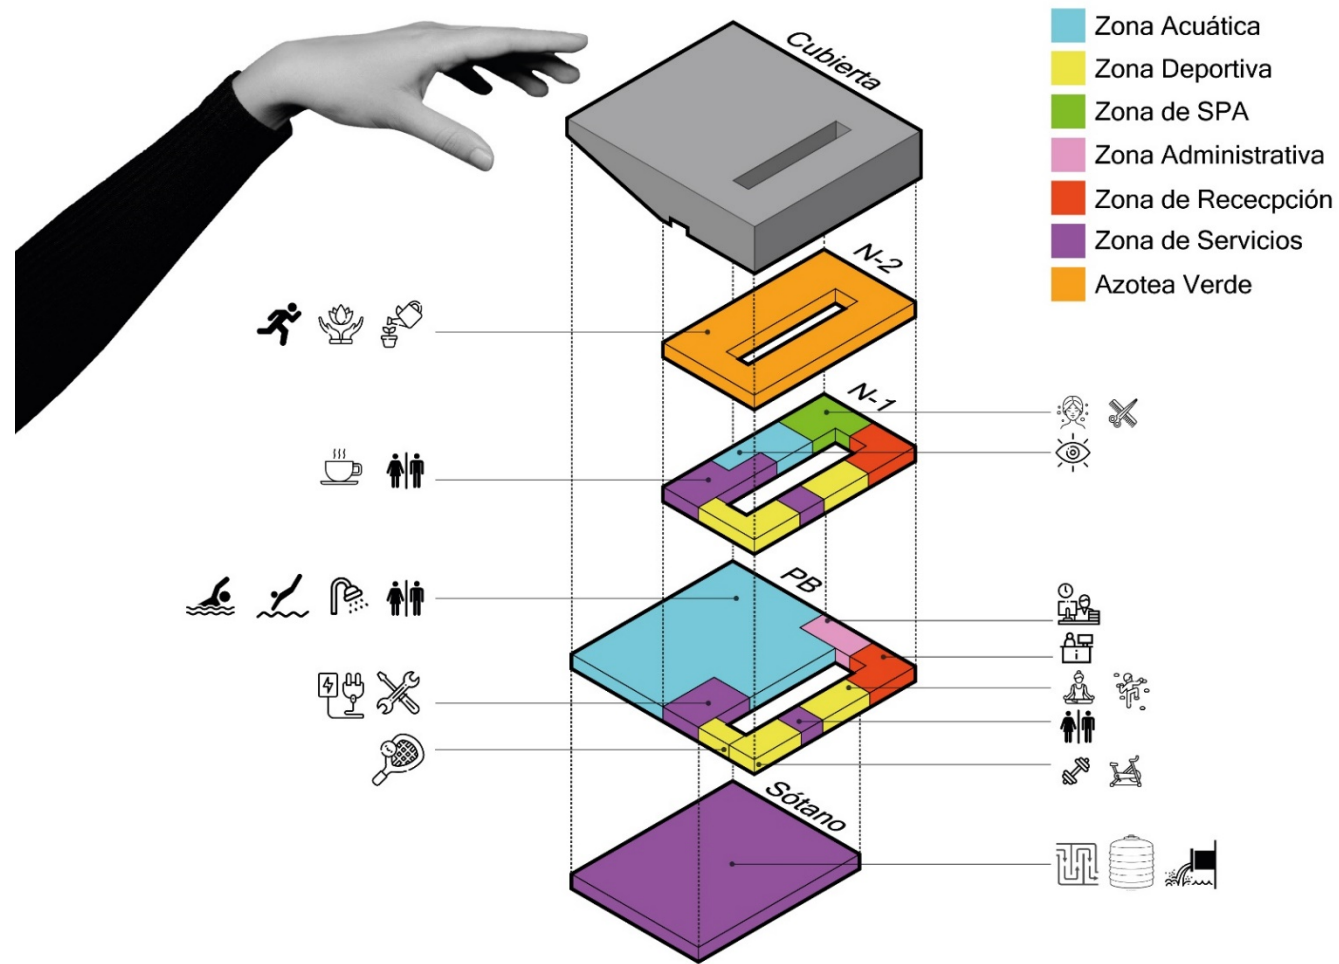 Cubierta
N-2
N-1
PB
Sótano
Zona Acuática
Zona Deportiva
Zona de SPA
Zona Administrativa
Zona de Rececpción
Zona de Servicios
Azotea Verde
i